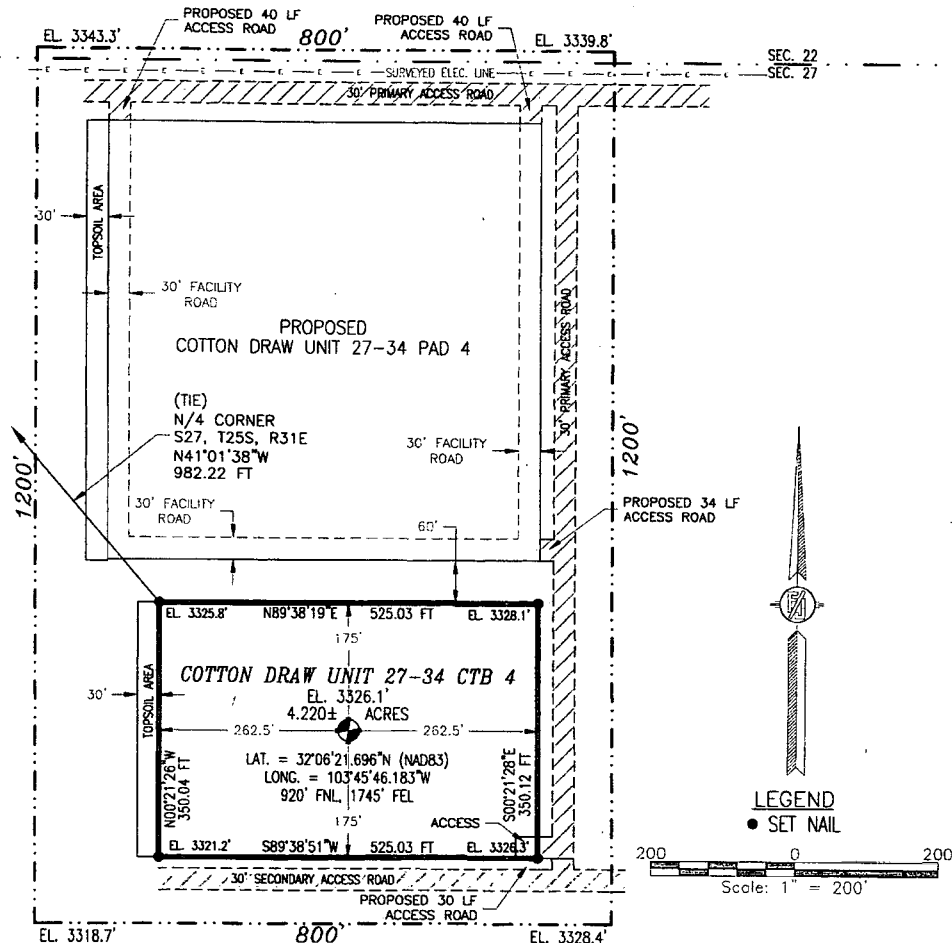 PROPOSED 40 LF
ACCESS ROAD
PROPOSED 40 LF
ACCESS ROAD
EL. 3343.3'
800'
EL. 3339.8'
SEC. 22
SEC. 27
E E E E E E SURVEYED ELEC. LINE E E E E E E
30' PRIMARY ACCESS ROAD
30'
TOPSOIL AREA
30' FACILITY
ROAD
PROPOSED
COTTON DRAW UNIT 27-34 PAD 4
30' PRIMARY ACCESS ROAD
(TIE)
N/4 CORNER
S27, T25S, R31E
N41°01'38"W
982.22 FT
30' FACILITY
ROAD
1200'
1200'
30' FACILITY
ROAD
60'
PROPOSED 34 LF
ACCESS ROAD
EL. 3325.8' N89°38'19"E 525.03 FT EL. 3328.1'
175'
COTTON DRAW UNIT 27-34 CTB 4
EL. 3326.1'
4.220± ACRES
30'
TOPSOIL AREA
262.5' 262.5'
LAT. = 32°06'21.696"N (NAD83)
LONG. = 103°45'46.183"W
920' FNL, 1745' FEL
N00°21'26"W
350.04 FT
S00°21'28"E
350.12 FT
175'
ACCESS
EL. 3321.2' S89°38'51"W 525.03 FT EL. 3326.3'
30' SECONDARY ACCESS ROAD
PROPOSED 30 LF
ACCESS ROAD
EL. 3318.7'
800'
EL. 3328.4'
LEGEND
● SET NAIL
200 0 200
Scale: 1" = 200'